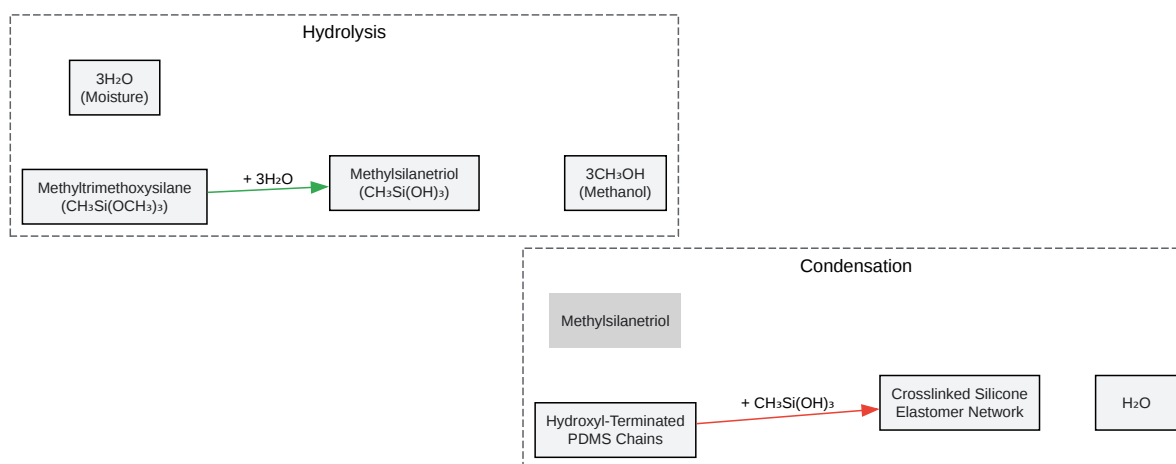 Hydrolysis
3H₂O
(Moisture)
Methyltrimethoxysilane
(CH₃Si(OCH₃)₃)
+ 3H₂O
Methylsilanetriol
(CH₃Si(OH)₃)
3CH₃OH
(Methanol)
Condensation
Methylsilanetriol
Hydroxyl-Terminated
PDMS Chains
+ CH₃Si(OH)₃
Crosslinked Silicone
Elastomer Network
H₂O